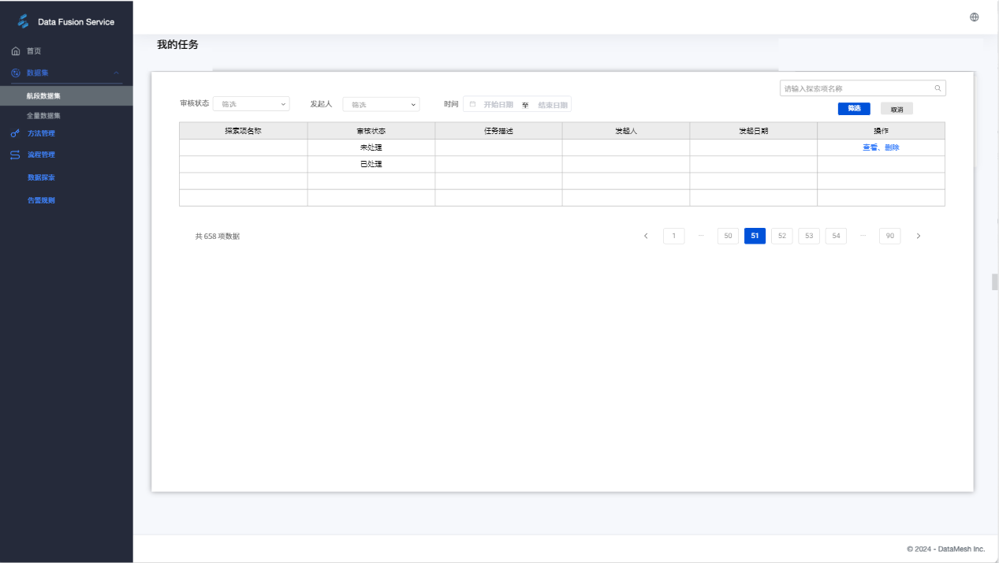 Data Fusion Service
首页
数据集
航段数据集
全量数据集
方法管理
流程管理
数据探索
告警规则
我的任务
请输入探索项名称
审核状态 筛选 发起人 筛选 时间 开始日期 至 结束日期
筛选 取消
探索项名称 审核状态 任务描述 发起人 发起日期 操作
未处理 查看、删除
已处理
共 658 项数据 1 ··· 50 51 52 53 54 ··· 90
© 2024 - DataMesh Inc.